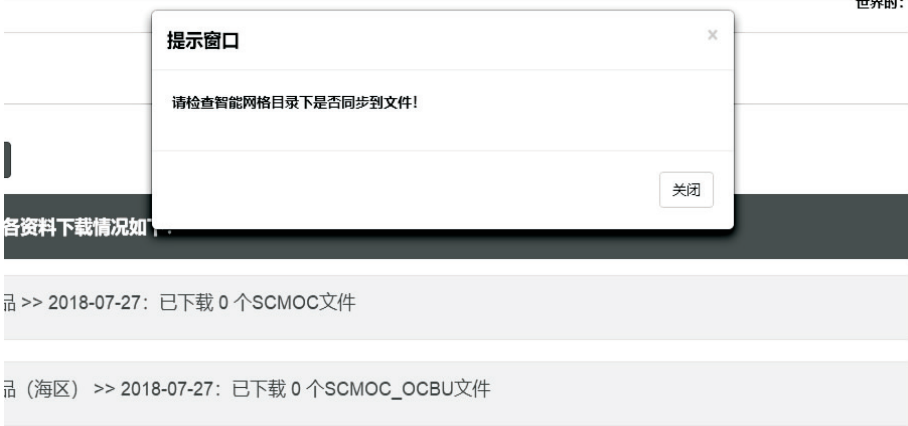 世界时：
提示窗口
×
请检查智能网格目录下是否同步到文件！
关闭
各资料下载情况如下：
品 >> 2018-07-27：已下载 0 个SCMOC文件
品（海区） >> 2018-07-27：已下载 0 个SCMOC_OCBU文件